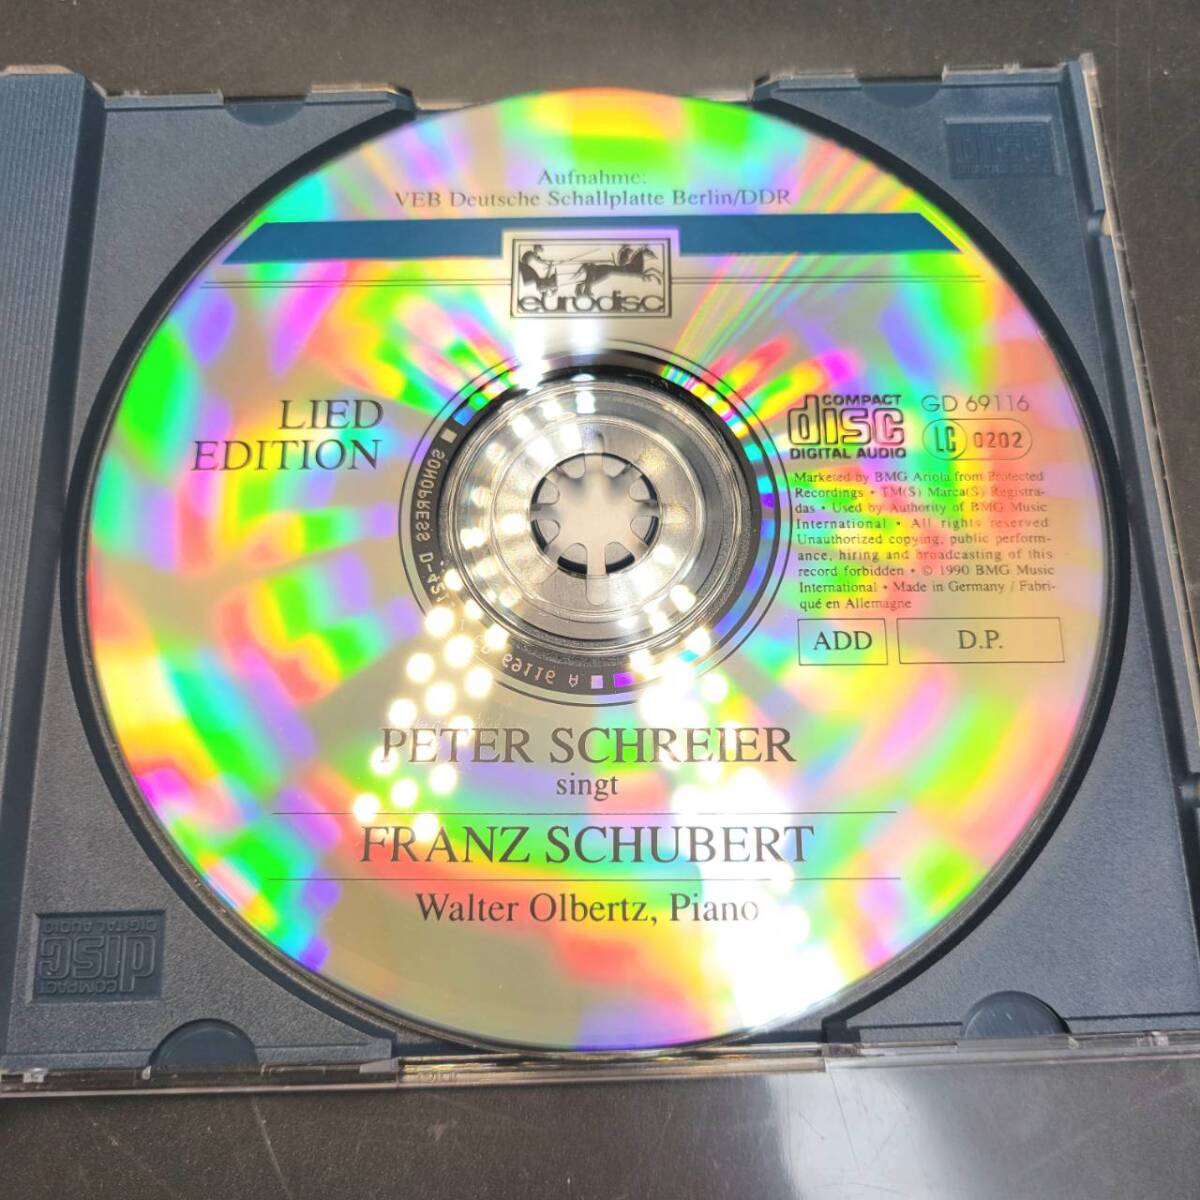 Aufnahme:
VEB Deutsche Schallplatte Berlin/DDR
eurodisc
LIED
EDITION
COMPACT
disc
DIGITAL AUDIO
GD 69116
LC 0202
Marketed by BMG Ariola from Protected
Recordings • TM(S) Marca(S) Registra-
das • Used by Authority of BMG Music
International • All rights reserved
Unauthorized copying, public perform-
ance, hiring and broadcasting of this
record forbidden • © 1990 BMG Music
International • Made in Germany / Fabri-
qué en Allemagne
ADD
D.P.
SONOPRESS
69116 A
PETER SCHREIER
singt
FRANZ SCHUBERT
Walter Olbertz, Piano
COMPACT
disc
DIGITAL AUDIO